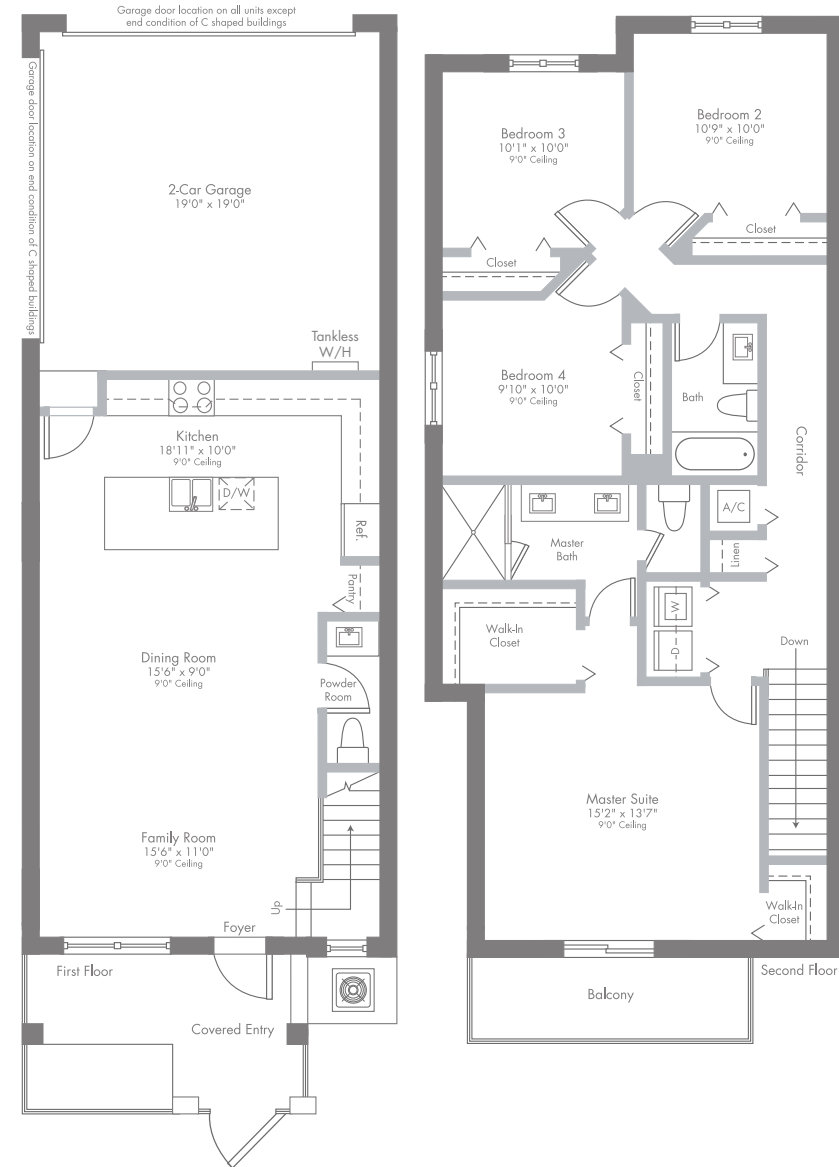 Garage door location on all units except
end condition of C shaped buildings
Garage door location on end condition of C shaped buildings
2-Car Garage
19'0" x 19'0"
Tankless
W/H
Kitchen
18'11" x 10'0"
9'0" Ceiling
D/W
Ref.
Pantry
Dining Room
15'6" x 9'0"
9'0" Ceiling
Powder
Room
Family Room
15'6" x 11'0"
9'0" Ceiling
Up
Foyer
First Floor
Covered Entry
Bedroom 3
10'1" x 10'0"
9'0" Ceiling
Closet
Bedroom 2
10'9" x 10'0"
9'0" Ceiling
Closet
Bedroom 4
9'10" x 10'0"
9'0" Ceiling
Closet
Bath
Corridor
Master
Bath
A/C
Linen
Walk-In
Closet
W
D
Down
Master Suite
15'2" x 13'7"
9'0" Ceiling
Walk-In
Closet
Second Floor
Balcony